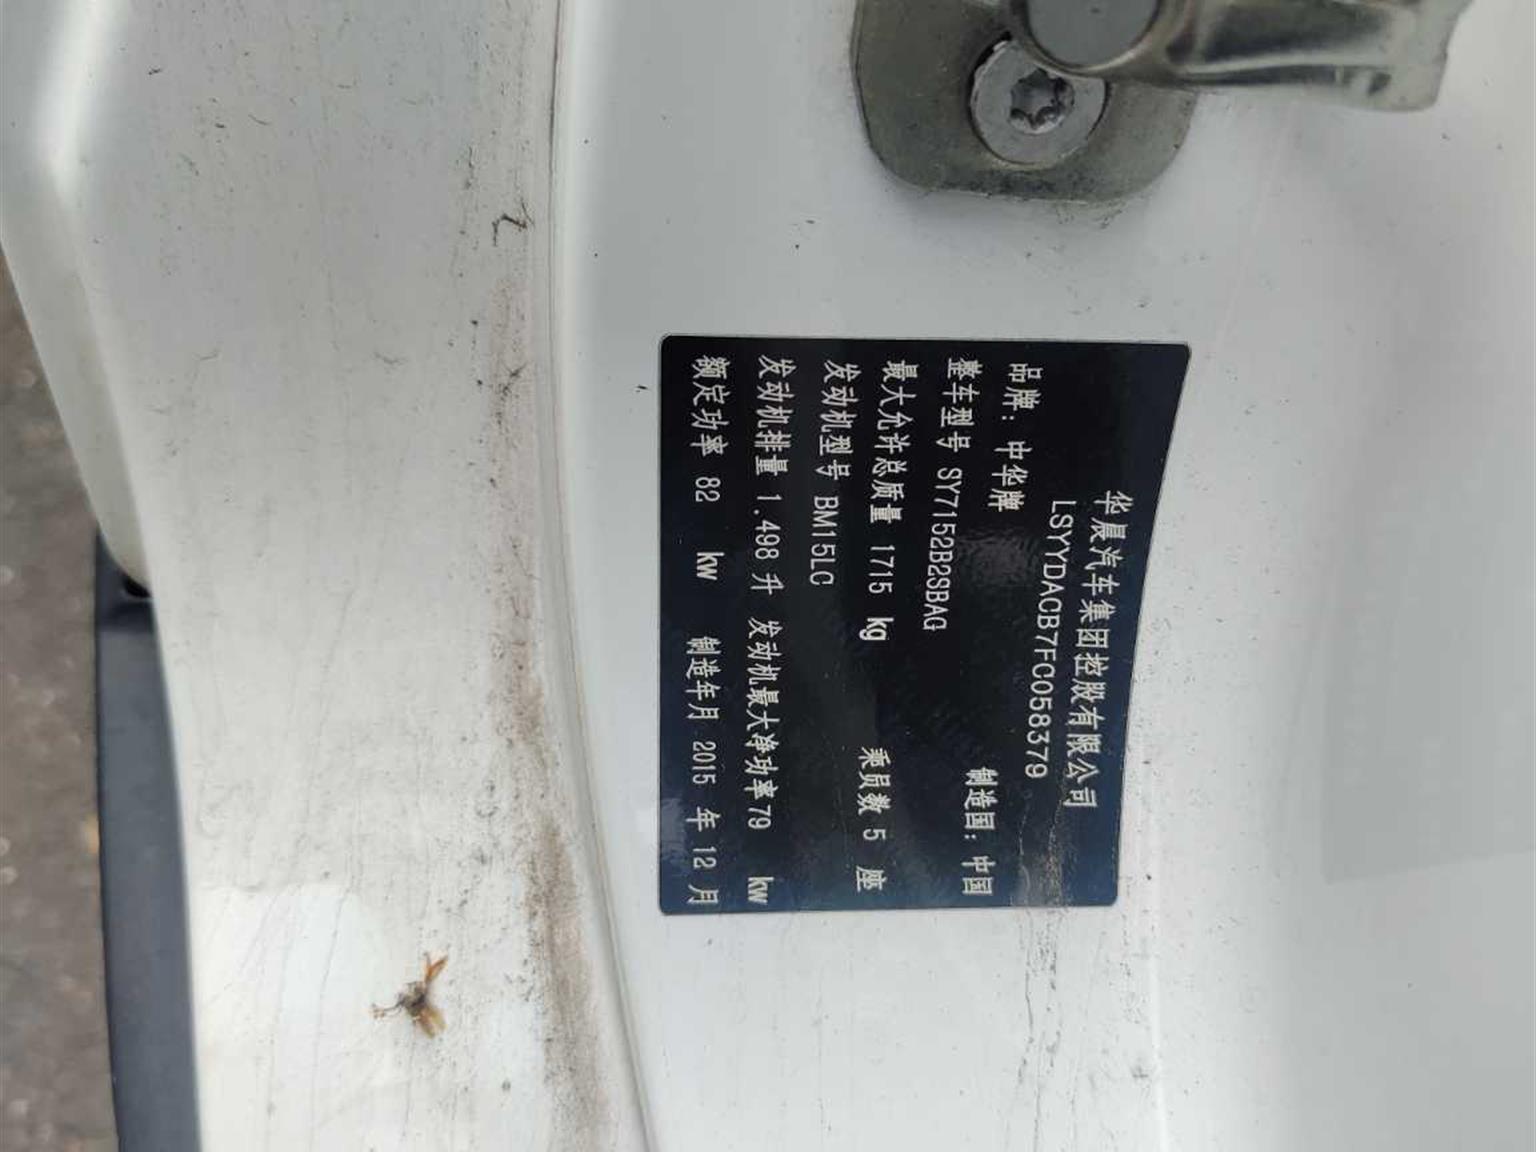 华晨汽车集团控股有限公司
LSYYDACB7FC058379
品牌：中华牌 制造国：中国
整车型号 SY7152B2SBAG
最大允许总质量 1715 kg 乘员数 5 座
发动机型号 BM15LC
发动机排量 1.498 升 发动机最大净功率79 kw
额定功率 82 kw 制造年月 2015 年 12 月